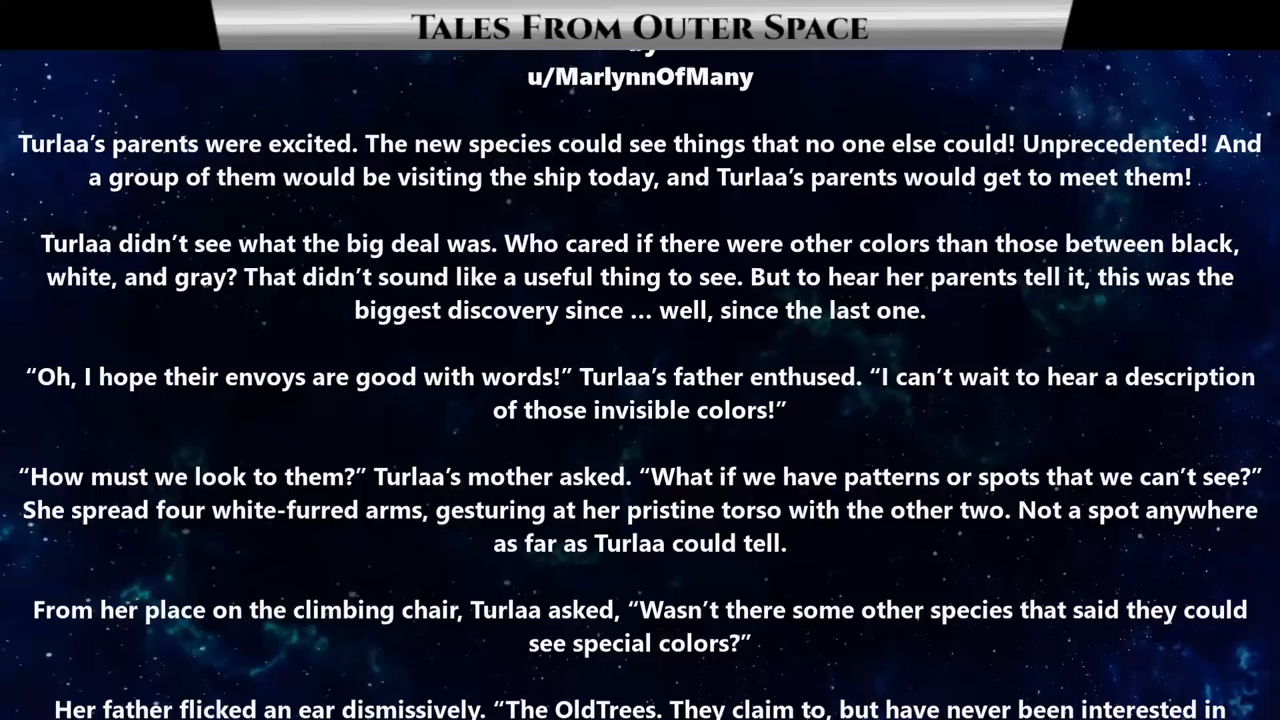 TALES FROM OUTER SPACE
u/MarlynnOfMany
Turlaa’s parents were excited. The new species could see things that no one else could! Unprecedented! And
a group of them would be visiting the ship today, and Turlaa’s parents would get to meet them!
Turlaa didn’t see what the big deal was. Who cared if there were other colors than those between black,
white, and gray? That didn’t sound like a useful thing to see. But to hear her parents tell it, this was the
biggest discovery since … well, since the last one.
“Oh, I hope their envoys are good with words!” Turlaa’s father enthused. “I can’t wait to hear a description
of those invisible colors!”
“How must we look to them?” Turlaa’s mother asked. “What if we have patterns or spots that we can’t see?”
She spread four white-furred arms, gesturing at her pristine torso with the other two. Not a spot anywhere
as far as Turlaa could tell.
From her place on the climbing chair, Turlaa asked, “Wasn’t there some other species that said they could
see special colors?”
Her father flicked an ear dismissively. “The OldTrees. They claim to, but have never been interested in